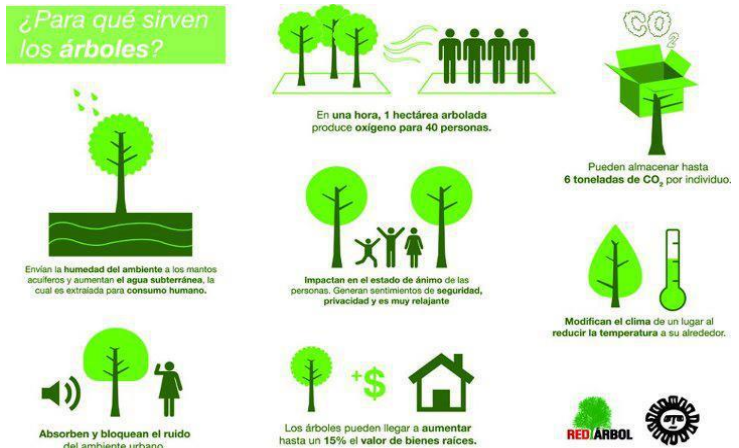 ¿Para qué sirven
los árboles?
En una hora, 1 hectárea arbolada
produce oxígeno para 40 personas.
CO2
Pueden almacenar hasta
6 toneladas de CO2 por individuo.
Envían la humedad del ambiente a los mantos
acuíferos y aumentan el agua subterránea, la
cual es extraíada para consumo humano.
Impactan en el estado de ánimo de las
personas. Generan sentimientos de seguridad,
privacidad y es muy relajante
Modifican el clima de un lugar al
reducir la temperatura a su alrededor.
Absorben y bloquean el ruido
del ambiente urbano
+$
Los árboles pueden llegar a aumentar
hasta un 15% el valor de bienes raíces.
RED ÁRBOL